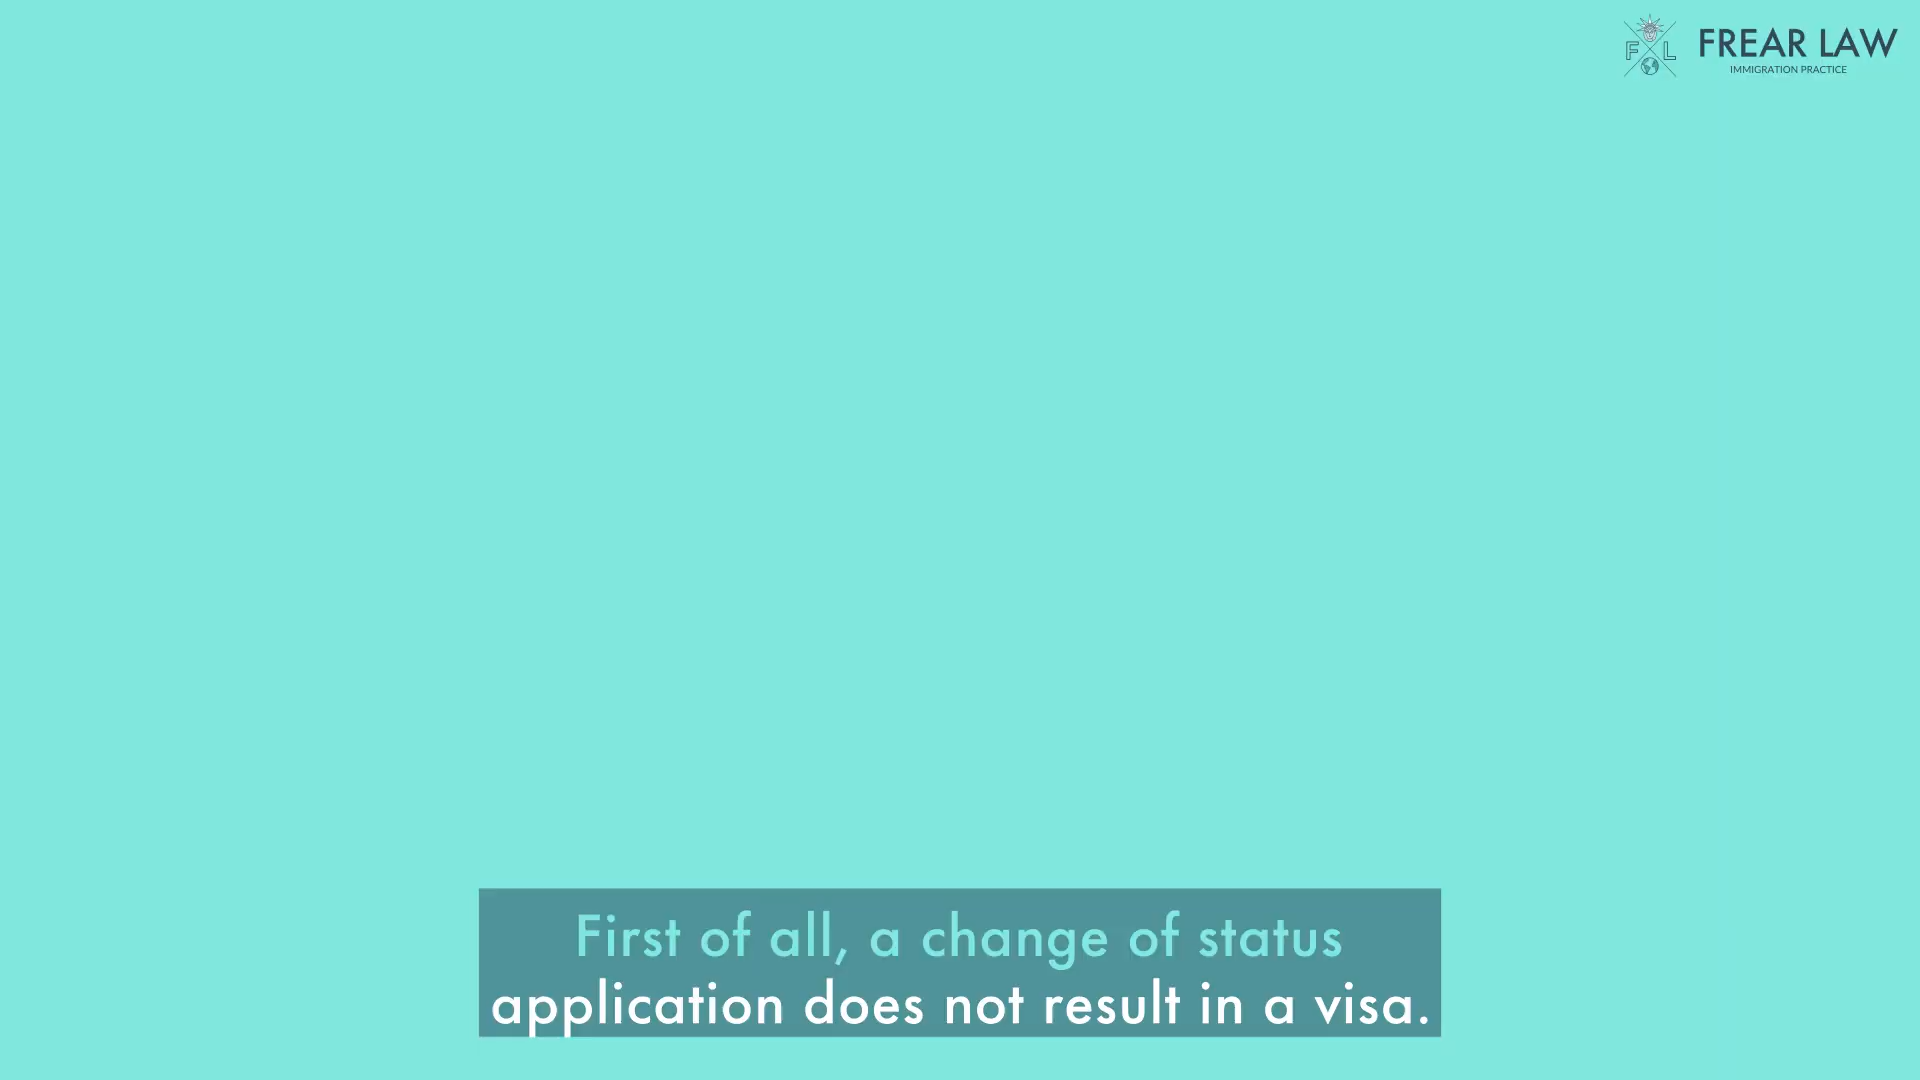 F L
FREAR LAW
IMMIGRATION PRACTICE
First of all, a change of status
application does not result in a visa.